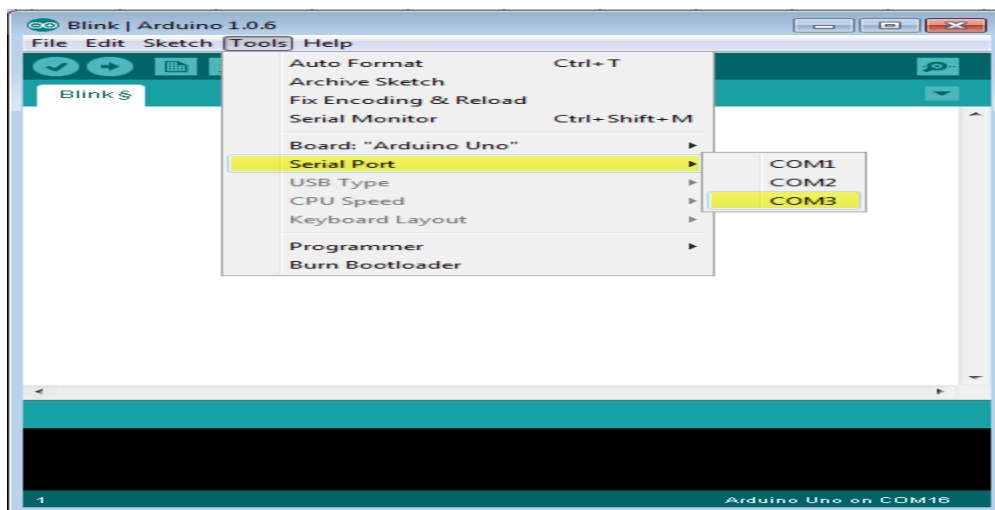 Blink | Arduino 1.0.6
File Edit Sketch Tools Help
Auto Format Ctrl+T
Archive Sketch
Blink §
Fix Encoding & Reload
Serial Monitor Ctrl+Shift+M
Board: "Arduino Uno"
Serial Port
COM1
USB Type
COM2
CPU Speed
COM3
Keyboard Layout
Programmer
Burn Bootloader
1 Arduino Uno on COM16